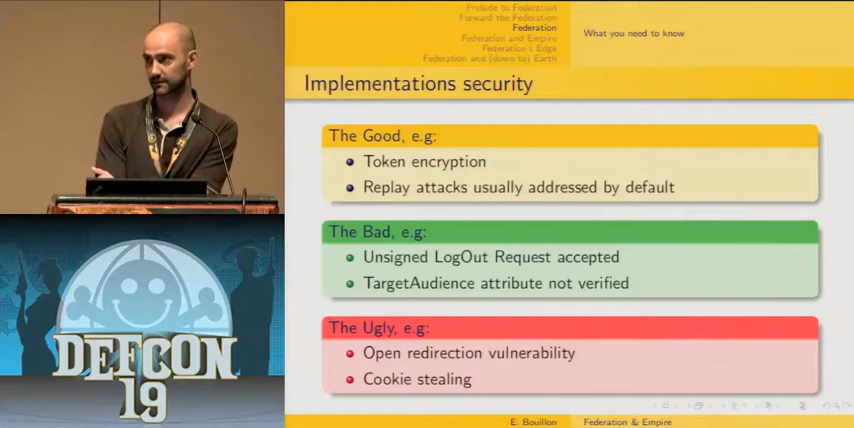 Prelude to Federation
Forward the Federation
Federation
Federation and Empire
Federation's Edge
Federation and (down to) Earth
What you need to know
Implementations security
The Good, e.g:
Token encryption
Replay attacks usually addressed by default
The Bad, e.g:
Unsigned LogOut Request accepted
TargetAudience attribute not verified
The Ugly, e.g:
Open redirection vulnerability
Cookie stealing
E. Bouillon
Federation & Empire
DEFCON
19